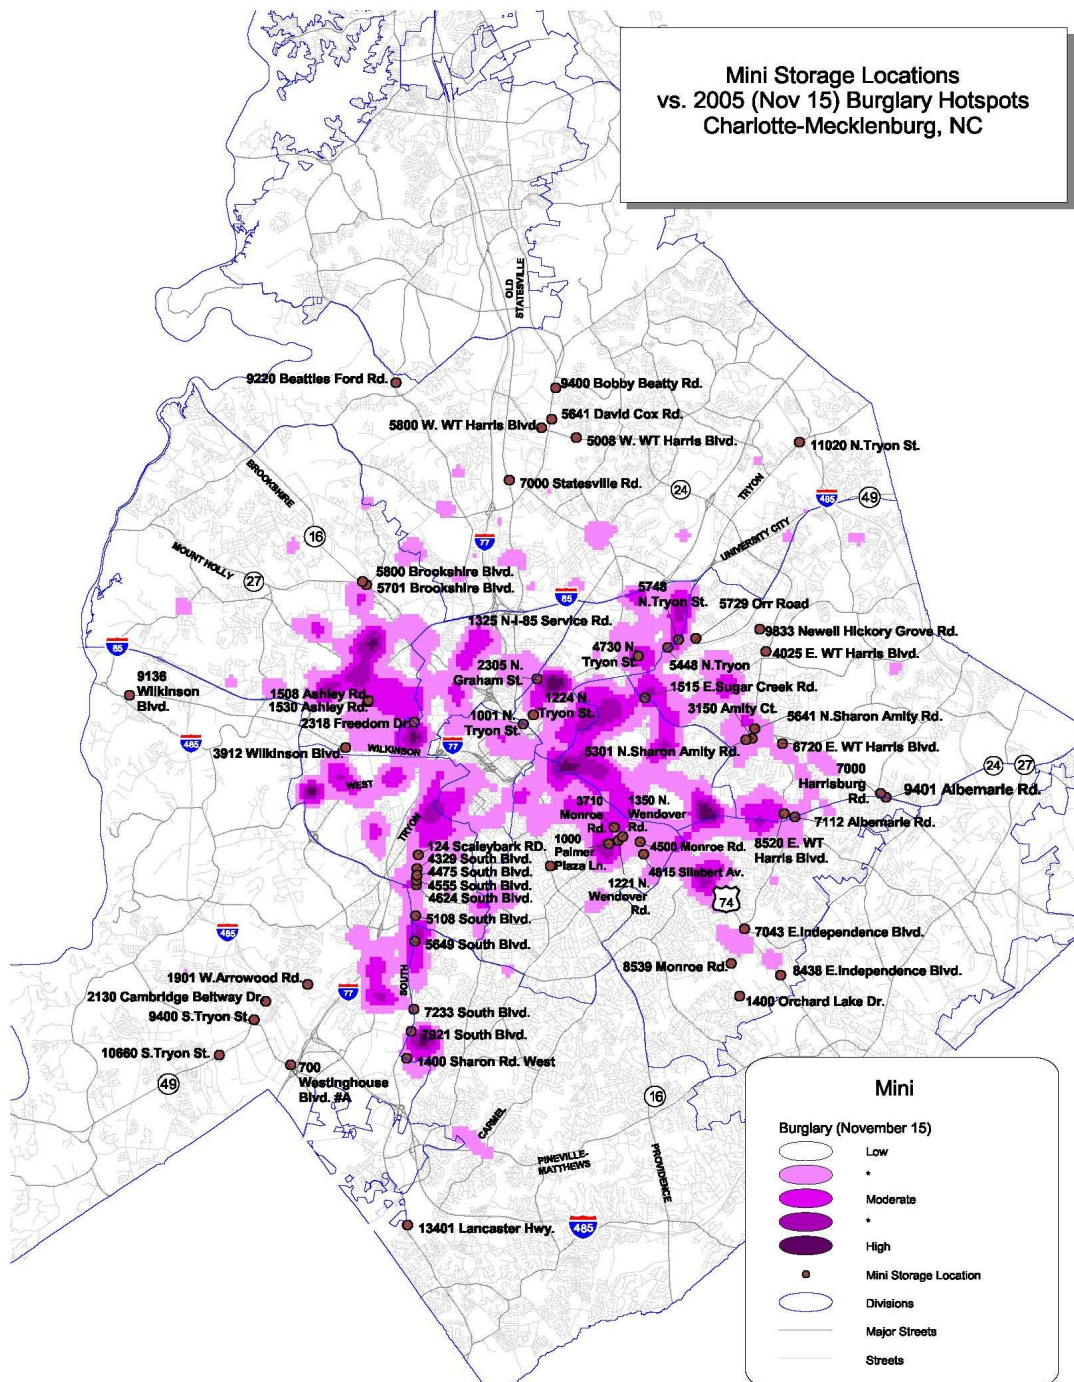 Mini Storage Locations
vs. 2005 (Nov 15) Burglary Hotspots
Charlotte-Mecklenburg, NC
OLD
STATESVILLE
9220 Beatties Ford Rd.
9400 Bobby Beatty Rd.
5641 David Cox Rd.
5800 W. WT Harris Blvd.
5008 W. WT Harris Blvd.
11020 N.Tryon St.
7000 Statesville Rd.
BROOKSHIRE
24
TRYON
485
49
16
77
UNIVERSITY CITY
MOUNT HOLLY
27
5800 Brookshire Blvd.
5701 Brookshire Blvd.
85
5748
N.Tryon St.
5729 Orr Road
1325 N-I-85 Service Rd.
9833 Newell Hickory Grove Rd.
85
4730 N.
Tryon St.
5448 N.Tryon
4025 E. WT Harris Blvd.
9136
Wilkinson
Blvd.
2305 N.
Graham St.
1508 Ashley Rd.
1530 Ashley Rd.
1224 N.
Tryon St.
1515 E.Sugar Creek Rd.
3150 Amity Ct.
2318 Freedom Dr.
1001 N.
Tryon St.
5641 N.Sharon Amity Rd.
485
3912 Wilkinson Blvd.
WILKINSON
77
5301 N.Sharon Amity Rd.
6720 E. WT Harris Blvd.
WEST
7000
Harrisburg
Rd.
24
27
9401 Albemarle Rd.
3710
Monroe
Rd.
1350 N.
Wendover
Rd.
7112 Albemarle Rd.
TRYON
124 Scaleybark RD.
4329 South Blvd.
4475 South Blvd.
4555 South Blvd.
4624 South Blvd.
1000
Palmer
Plaza Ln.
4500 Monroe Rd.
8520 E. WT
Harris Blvd.
4815 Silabert Av.
1221 N.
Wendover
Rd.
74
5108 South Blvd.
485
5649 South Blvd.
7043 E.Independence Blvd.
1901 W.Arrowood Rd.
SOUTH
8539 Monroe Rd.
8438 E.Independence Blvd.
2130 Cambridge Beltway Dr.
77
1400 Orchard Lake Dr.
9400 S.Tryon St.
7233 South Blvd.
7921 South Blvd.
10660 S.Tryon St.
1400 Sharon Rd. West
49
700
Westinghouse
Blvd. #A
16
CARMEL
PINEVILLE-
MATTHEWS
PROVIDENCE
13401 Lancaster Hwy.
485
Mini
Burglary (November 15)
Low
*
Moderate
*
High
Mini Storage Location
Divisions
Major Streets
Streets